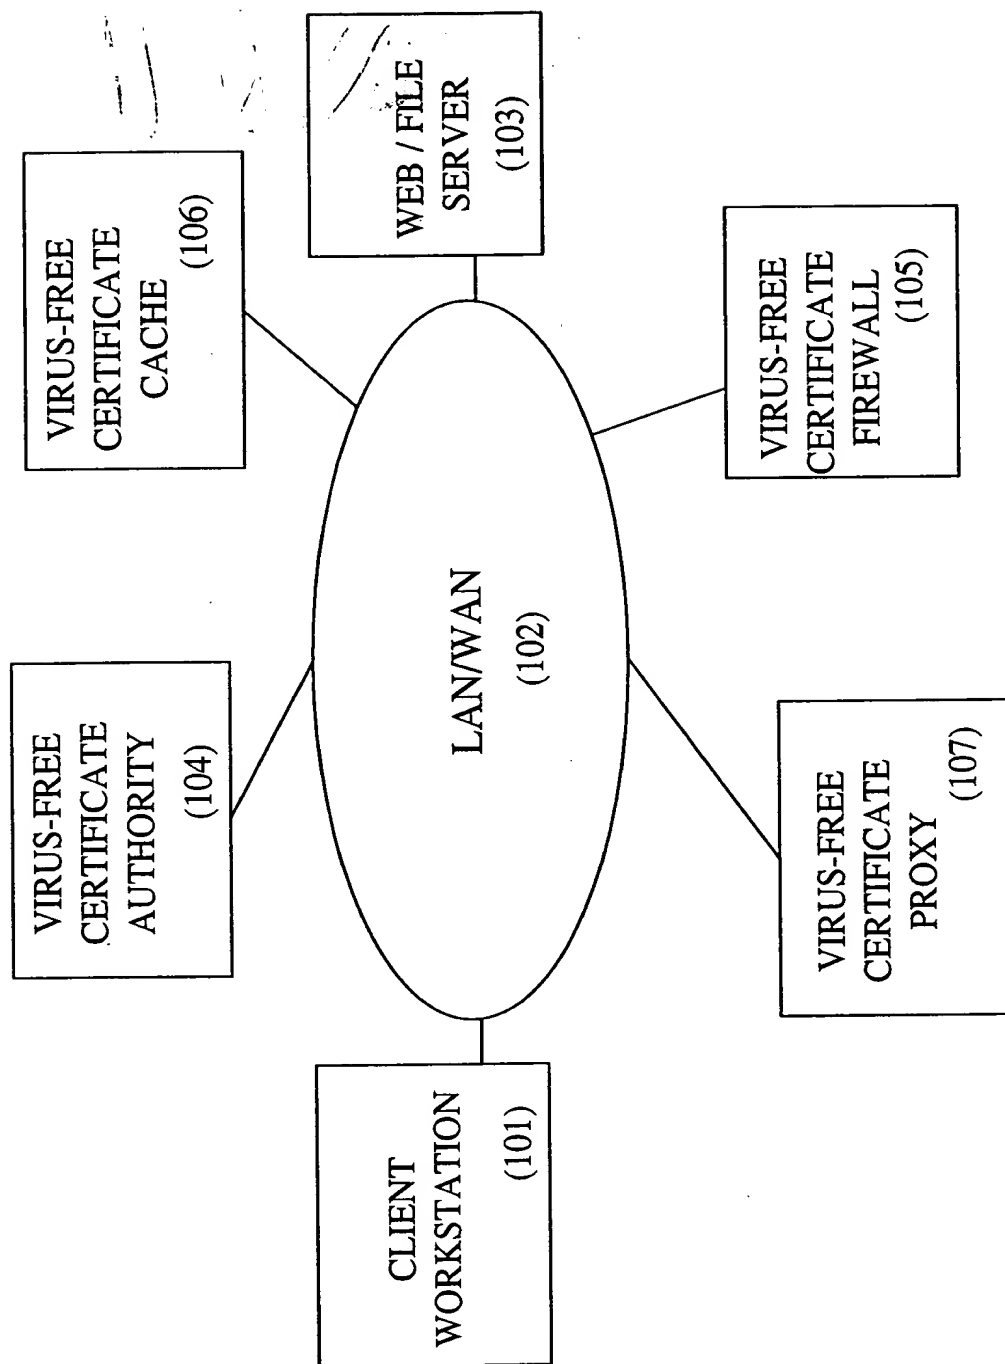 VIRUS-FREE
CERTIFICATE
AUTHORITY
(104)
VIRUS-FREE
CERTIFICATE
CACHE
(106)
CLIENT
WORKSTATION
(101)
LAN/WAN
(102)
WEB / FILE
SERVER
(103)
VIRUS-FREE
CERTIFICATE
PROXY
(107)
VIRUS-FREE
CERTIFICATE
FIREWALL
(105)